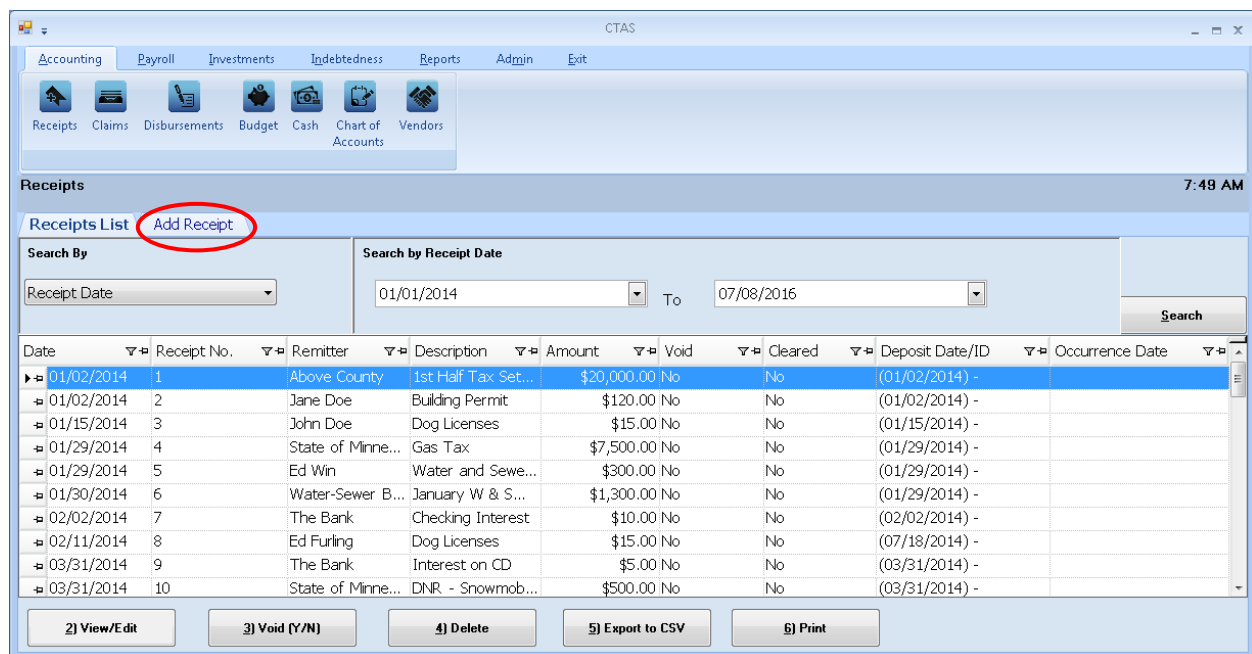 CTAS
Accounting Payroll Investments Indebtedness Reports Admin Exit
Receipts Claims Disbursements Budget Cash Chart of Accounts Vendors
Receipts 7:49 AM
Receipts List Add Receipt
Search By Search by Receipt Date
Receipt Date 01/01/2014 To 07/08/2016
Search
Date Receipt No. Remitter Description Amount Void Cleared Deposit Date/ID Occurrence Date
01/02/2014 1 Above County 1st Half Tax Set... $20,000.00 No No (01/02/2014) -
01/02/2014 2 Jane Doe Building Permit $120.00 No No (01/02/2014) -
01/15/2014 3 John Doe Dog Licenses $15.00 No No (01/15/2014) -
01/29/2014 4 State of Minne... Gas Tax $7,500.00 No No (01/29/2014) -
01/29/2014 5 Ed Win Water and Sewe... $300.00 No No (01/29/2014) -
01/30/2014 6 Water-Sewer B... January W & S... $1,300.00 No No (01/29/2014) -
02/02/2014 7 The Bank Checking Interest $10.00 No No (02/02/2014) -
02/11/2014 8 Ed Furling Dog Licenses $15.00 No No (07/18/2014) -
03/31/2014 9 The Bank Interest on CD $5.00 No No (03/31/2014) -
03/31/2014 10 State of Minne... DNR - Snowmob... $500.00 No No (03/31/2014) -
2) View/Edit 3) Void (Y/N) 4) Delete 5) Export to CSV 6) Print